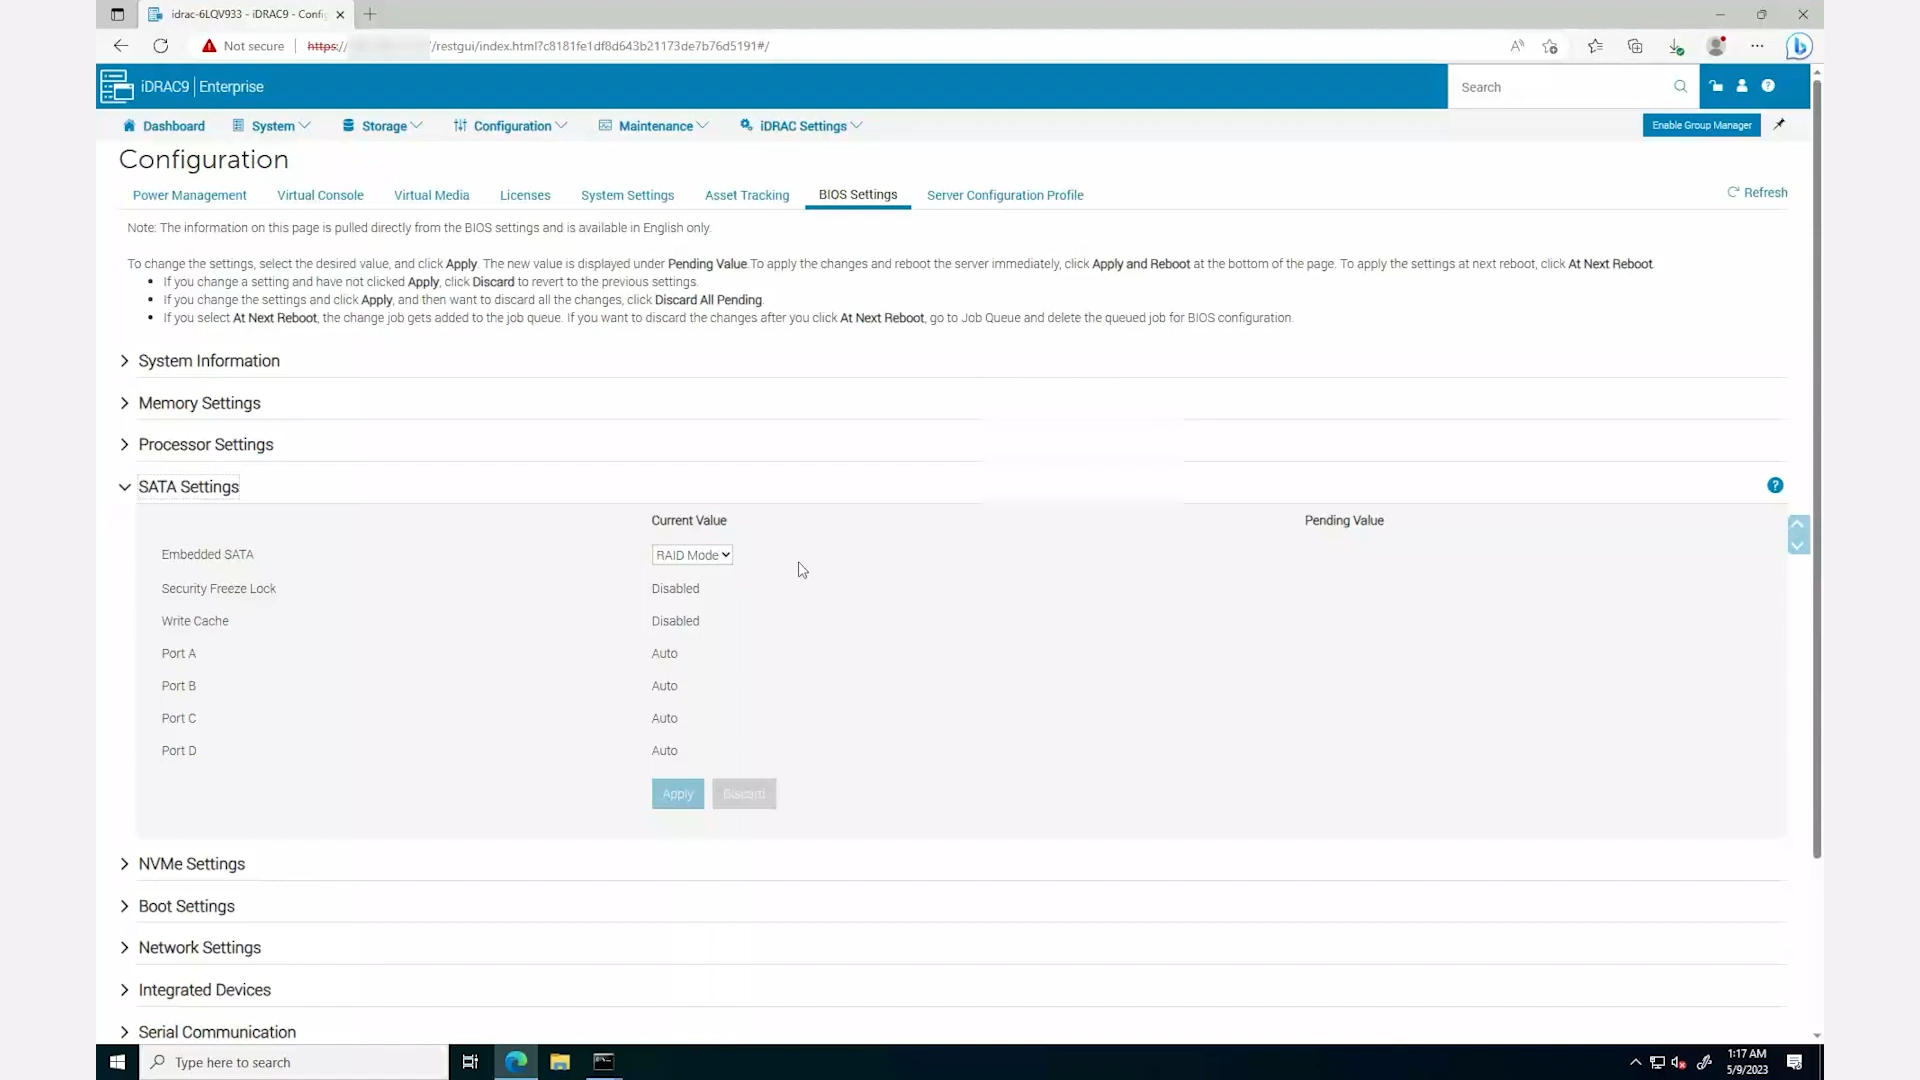 idrac-6LQV933 - iDRAC9 - Confi
Not secure https:// /restgui/index.html?c8181fe1df8d643b21173de7b76d5191#/
iDRAC9 | Enterprise
Search
Dashboard System Storage Configuration Maintenance iDRAC Settings
Enable Group Manager
Configuration
Power Management Virtual Console Virtual Media Licenses System Settings Asset Tracking BIOS Settings Server Configuration Profile
Refresh
Note: The information on this page is pulled directly from the BIOS settings and is available in English only.
To change the settings, select the desired value, and click Apply. The new value is displayed under Pending Value.To apply the changes and reboot the server immediately, click Apply and Reboot at the bottom of the page. To apply the settings at next reboot, click At Next Reboot.
• If you change a setting and have not clicked Apply, click Discard to revert to the previous settings.
• If you change the settings and click Apply, and then want to discard all the changes, click Discard All Pending.
• If you select At Next Reboot, the change job gets added to the job queue. If you want to discard the changes after you click At Next Reboot, go to Job Queue and delete the queued job for BIOS configuration.
System Information
Memory Settings
Processor Settings
SATA Settings
Current Value Pending Value
Embedded SATA RAID Mode
Security Freeze Lock Disabled
Write Cache Disabled
Port A Auto
Port B Auto
Port C Auto
Port D Auto
Apply Discard
NVMe Settings
Boot Settings
Network Settings
Integrated Devices
Serial Communication
Type here to search
1:17 AM
5/9/2023